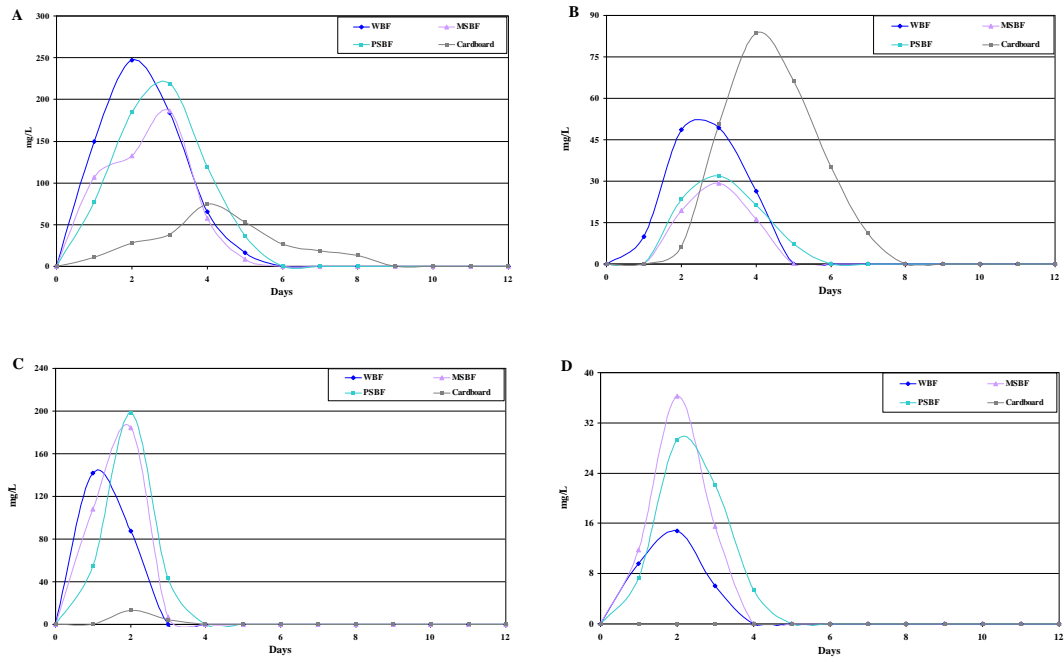 A
300
250
200
150
100
50
0
mg/L
0 2 4 6 8 10 12
Days
WBF MSBF
PSBF Cardboard
B
90
75
60
45
30
15
0
mg/L
0 2 4 6 8 10 12
Days
WBF MSBF
PSBF Cardboard
C
240
200
160
120
80
40
0
mg/L
0 2 4 6 8 10 12
Days
WBF MSBF
PSBF Cardboard
D
40
32
24
16
8
0
mg/L
0 2 4 6 8 10 12
Days
WBF MSBF
PSBF Cardboard